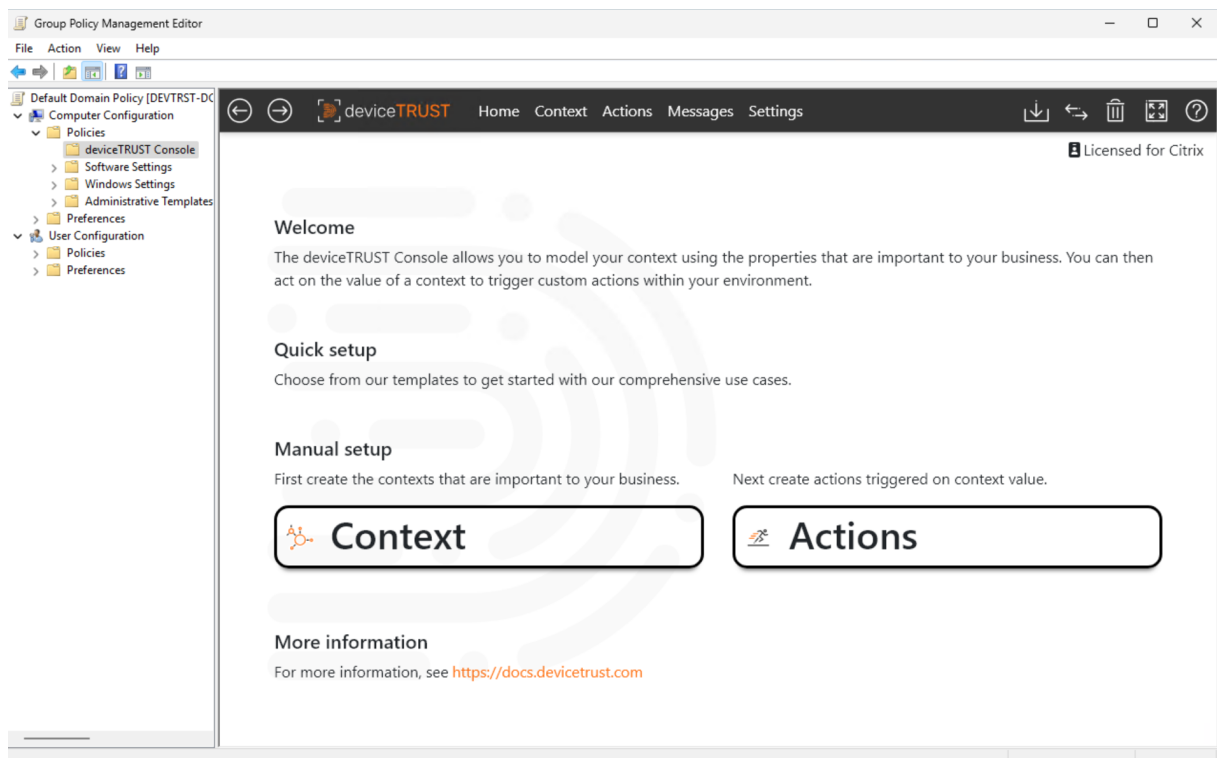 Group Policy Management Editor
File Action View Help
Default Domain Policy [DEVTRST-DC
Computer Configuration
Policies
deviceTRUST Console
Software Settings
Windows Settings
Administrative Templates
Preferences
User Configuration
Policies
Preferences
deviceTRUST Home Context Actions Messages Settings
Licensed for Citrix
Welcome
The deviceTRUST Console allows you to model your context using the properties that are important to your business. You can then
act on the value of a context to trigger custom actions within your environment.
Quick setup
Choose from our templates to get started with our comprehensive use cases.
Manual setup
First create the contexts that are important to your business.
Next create actions triggered on context value.
Context
Actions
More information
For more information, see https://docs.devicetrust.com